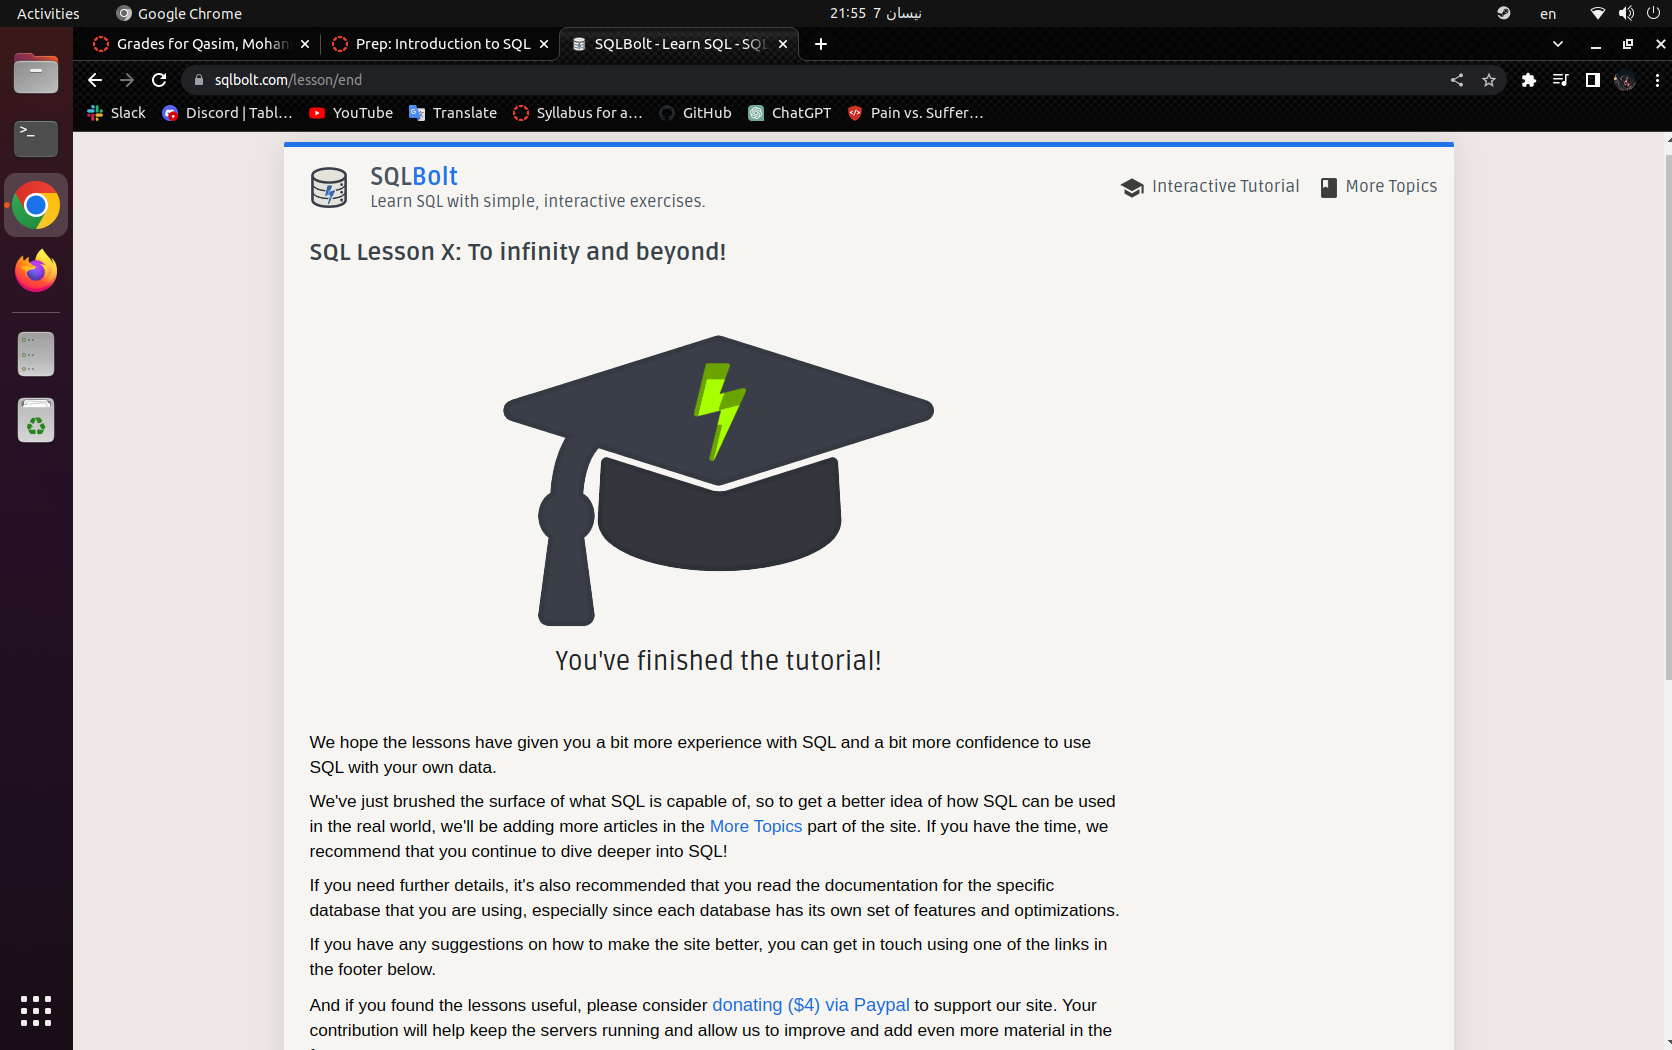 Activities
Google Chrome
21:55 7 نيسان
en
Grades for Qasim, Mohan
Prep: Introduction to SQL
SQLBolt - Learn SQL - SQL
sqlbolt.com/lesson/end
Slack
Discord | Tabl...
YouTube
Translate
Syllabus for a...
GitHub
ChatGPT
Pain vs. Suffer...
SQLBolt
Learn SQL with simple, interactive exercises.
Interactive Tutorial
More Topics
SQL Lesson X: To infinity and beyond!
You've finished the tutorial!
We hope the lessons have given you a bit more experience with SQL and a bit more confidence to use
SQL with your own data.
We've just brushed the surface of what SQL is capable of, so to get a better idea of how SQL can be used
in the real world, we'll be adding more articles in the More Topics part of the site. If you have the time, we
recommend that you continue to dive deeper into SQL!
If you need further details, it's also recommended that you read the documentation for the specific
database that you are using, especially since each database has its own set of features and optimizations.
If you have any suggestions on how to make the site better, you can get in touch using one of the links in
the footer below.
And if you found the lessons useful, please consider donating ($4) via Paypal to support our site. Your
contribution will help keep the servers running and allow us to improve and add even more material in the